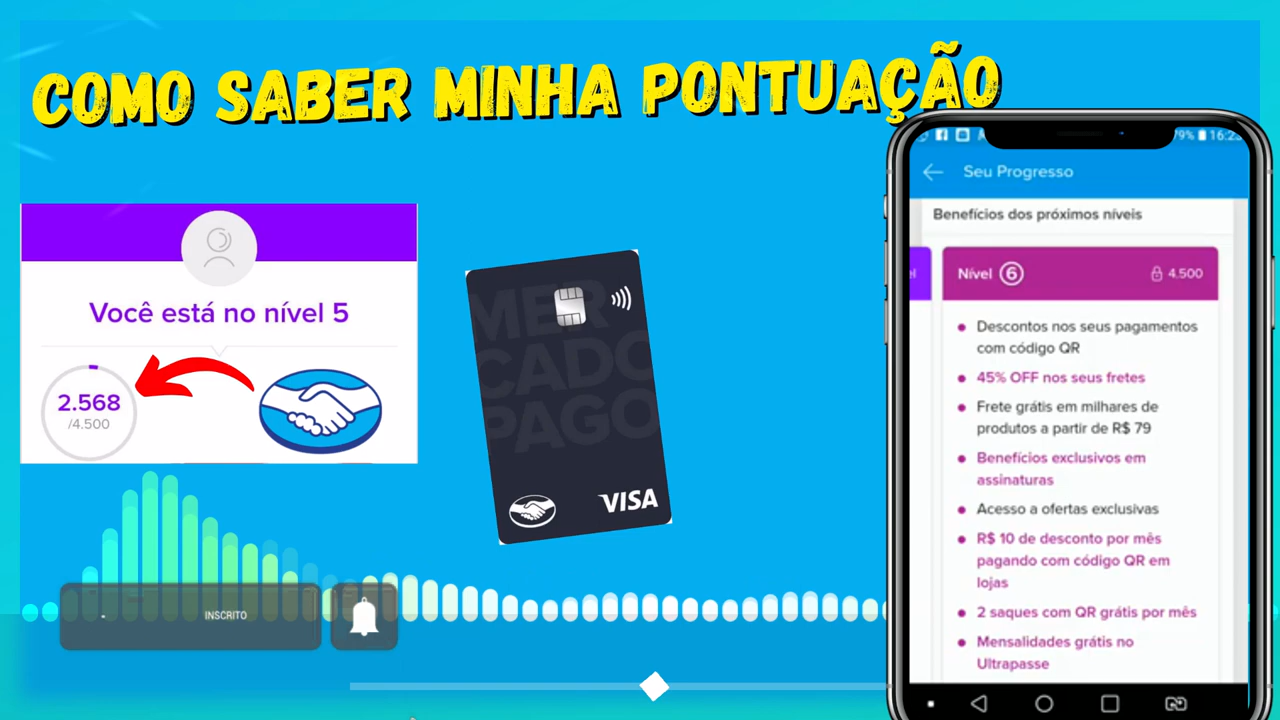 COMO SABER MINHA PONTUAÇÃO
79% 16:23
Seu Progresso
Benefícios dos próximos níveis
Nível 6 4.500
Descontos nos seus pagamentos
com código QR
45% OFF nos seus fretes
Frete grátis em milhares de
produtos a partir de R$ 79
Benefícios exclusivos em
assinaturas
Acesso a ofertas exclusivas
R$ 10 de desconto por mês
pagando com código QR em
lojas
2 saques com QR grátis por mês
Mensalidades grátis no
Ultrapasse
Você está no nível 5
2.568
/4.500
MER
CADO
PAGO
VISA
INSCRITO